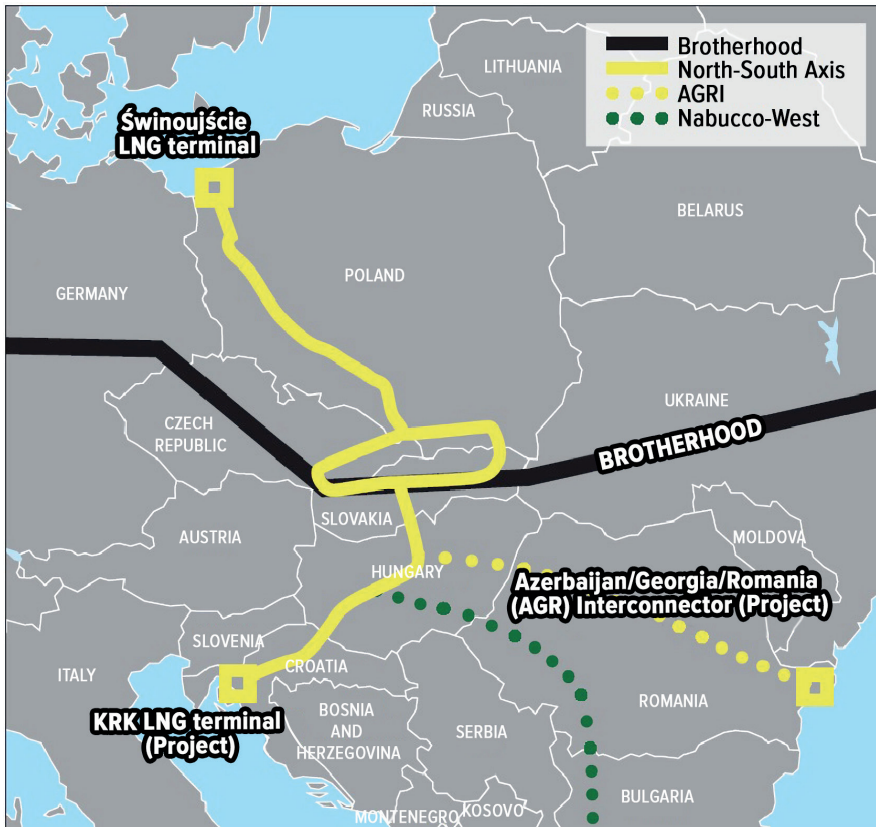 Brotherhood
North-South Axis
AGRI
Nabucco-West
LITHUANIA
RUSSIA
Świnoujście
LNG terminal
BELARUS
POLAND
GERMANY
UKRAINE
CZECH
REPUBLIC
BROTHERHOOD
SLOVAKIA
AUSTRIA
MOLDOVA
HUNGARY
Azerbaijan/Georgia/Romania
(AGR) Interconnector (Project)
SLOVENIA
CROATIA
ITALY
ROMANIA
KRK LNG terminal
(Project)
BOSNIA
AND
HERZEGOVINA
SERBIA
BULGARIA
MONTENEGRO
KOSOVO